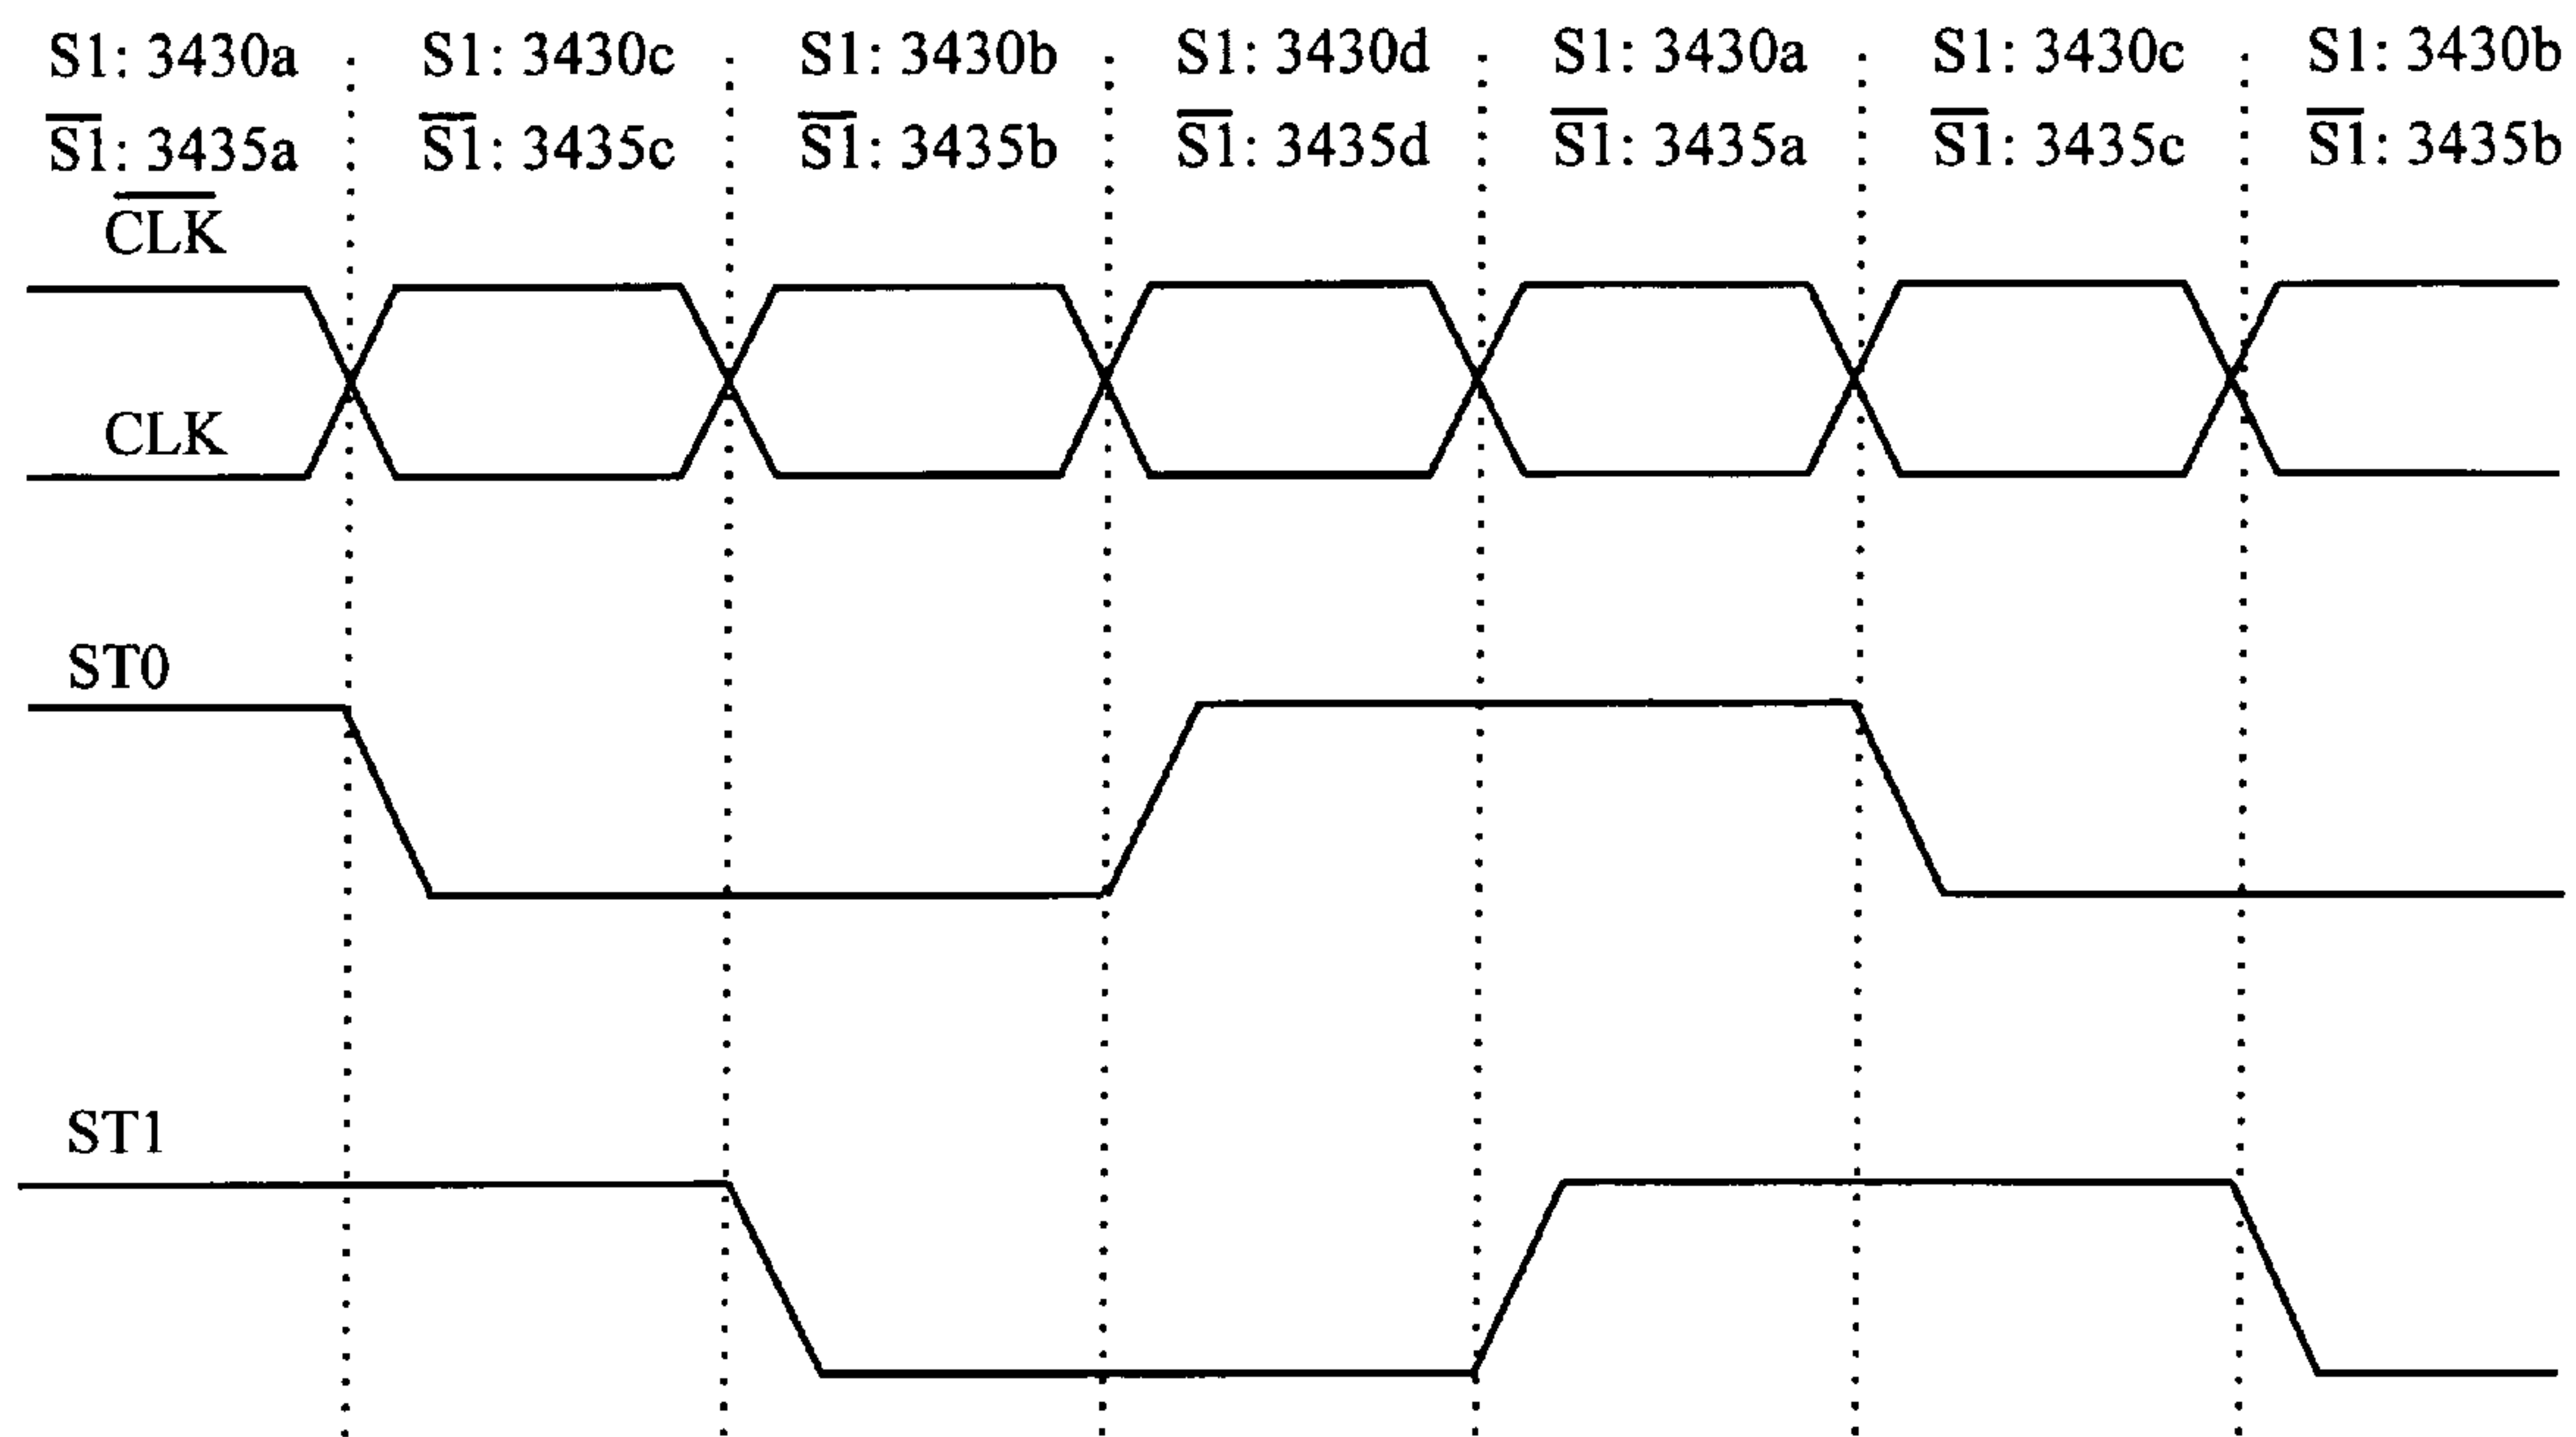 S1: 3430a S1: 3430c S1: 3430b S1: 3430d S1: 3430a S1: 3430c S1: 3430b
S̅1̅: 3435a S̅1̅: 3435c S̅1̅: 3435b S̅1̅: 3435d S̅1̅: 3435a S̅1̅: 3435c S̅1̅: 3435b
C̅L̅K̅
CLK
ST0
ST1